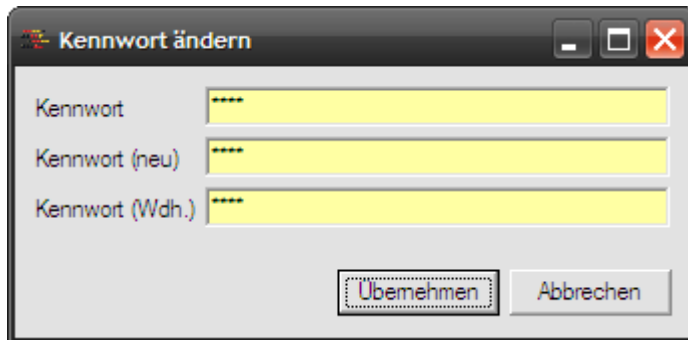 Kennwort ändern
Kennwort ****
Kennwort (neu) ****
Kennwort (Wdh.) ****
Übernehmen Abbrechen